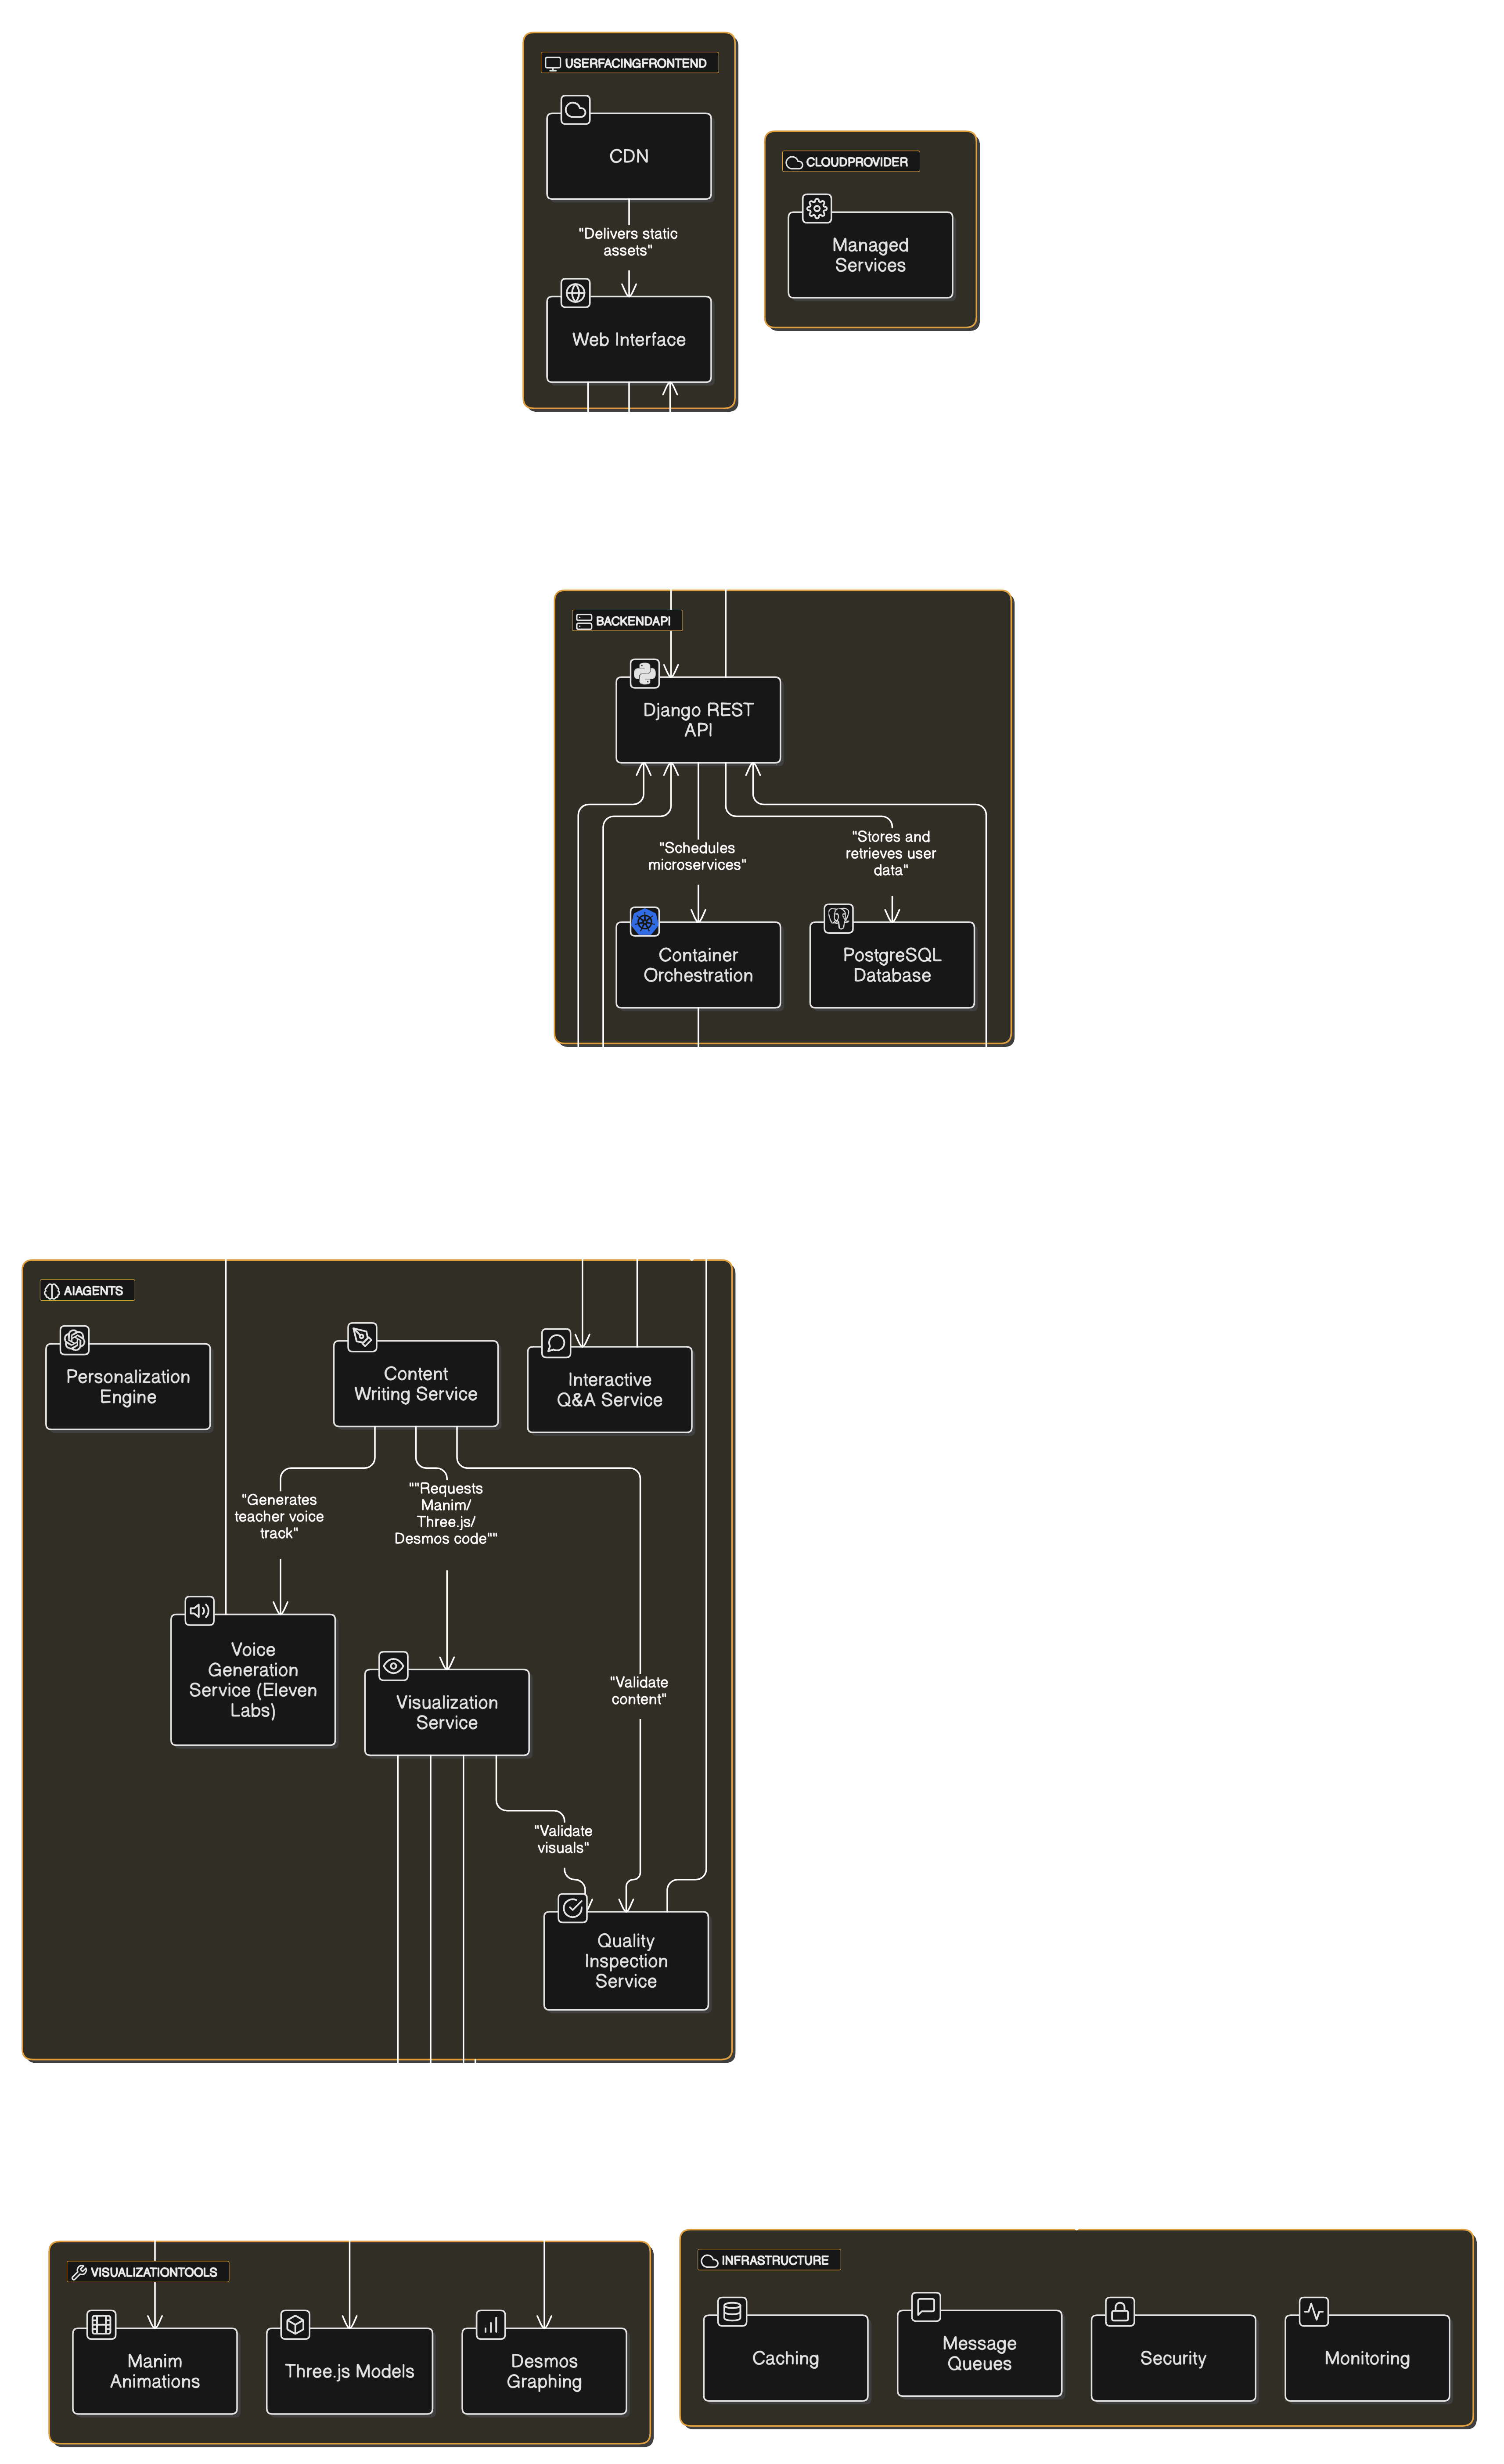 USERFACINGFRONTEND
CDN
"Delivers static
assets"
Web Interface
CLOUDPROVIDER
Managed
Services
BACKENDAPI
Django REST
API
"Schedules
microservices"
"Stores and
retrieves user
data"
Container
Orchestration
PostgreSQL
Database
AIAGENTS
Personalization
Engine
Content
Writing Service
Interactive
Q&A Service
"Generates
teacher voice
track"
""Requests
Manim/
Three.js/
Desmos code""
Voice
Generation
Service (Eleven
Labs)
Visualization
Service
"Validate
content"
"Validate
visuals"
Quality
Inspection
Service
VISUALIZATIONTOOLS
Manim
Animations
Three.js Models
Desmos
Graphing
INFRASTRUCTURE
Caching
Message
Queues
Security
Monitoring